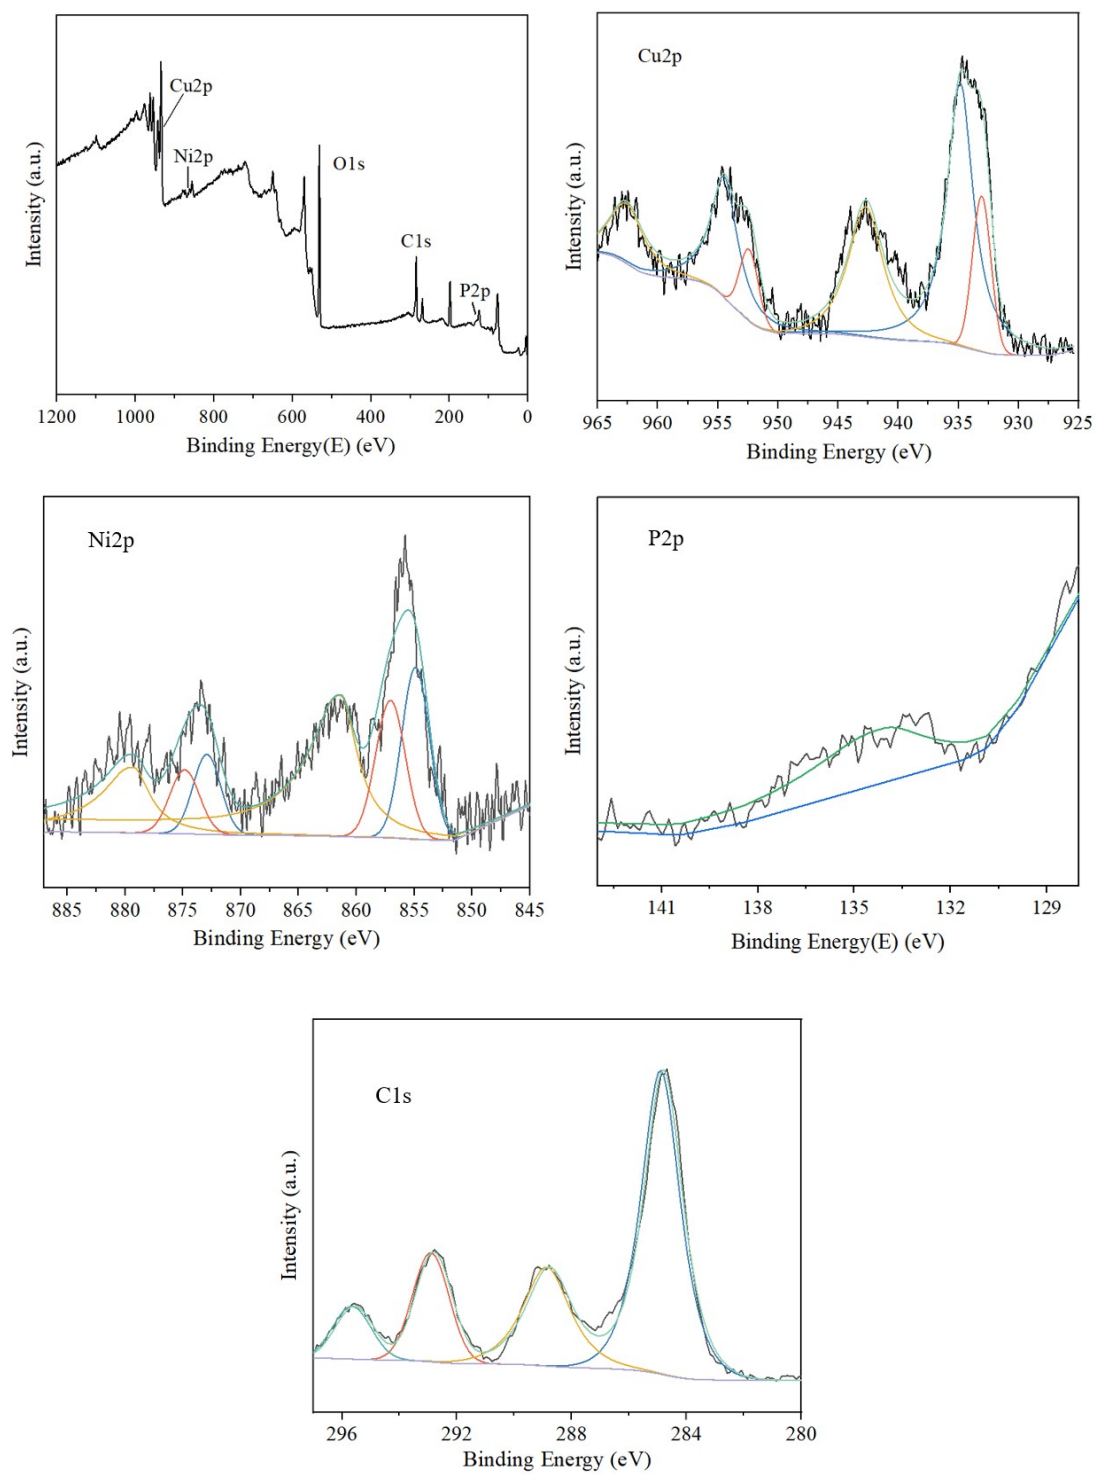 Cu2p
Ni2p
O1s
C1s
P2p
Intensity (a.u.)
1200 1000 800 600 400 200 0
Binding Energy(E) (eV)
Cu2p
Intensity (a.u.)
965 960 955 950 945 940 935 930 925
Binding Energy (eV)
Ni2p
Intensity (a.u.)
885 880 875 870 865 860 855 850 845
Binding Energy (eV)
P2p
Intensity (a.u.)
141 138 135 132 129
Binding Energy(E) (eV)
C1s
Intensity (a.u.)
296 292 288 284 280
Binding Energy (eV)